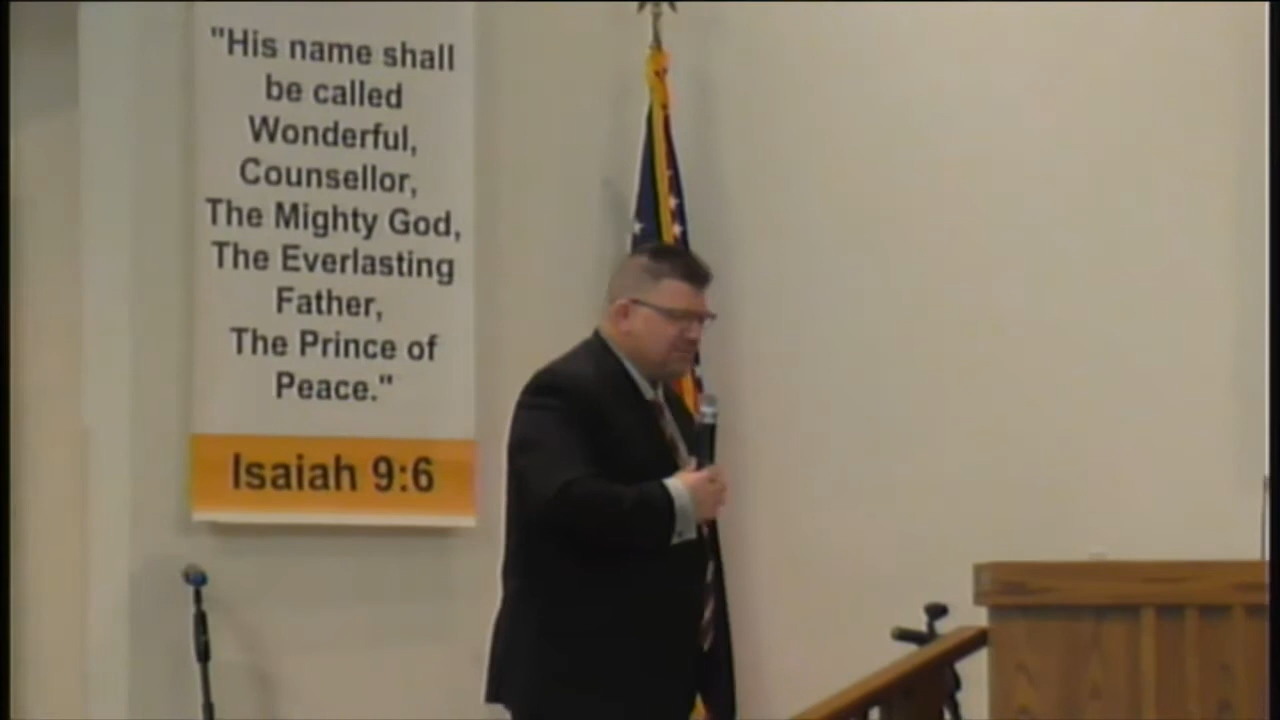 "His name shall
be called
Wonderful,
Counsellor,
The Mighty God,
The Everlasting
Father,
The Prince of
Peace."
Isaiah 9:6